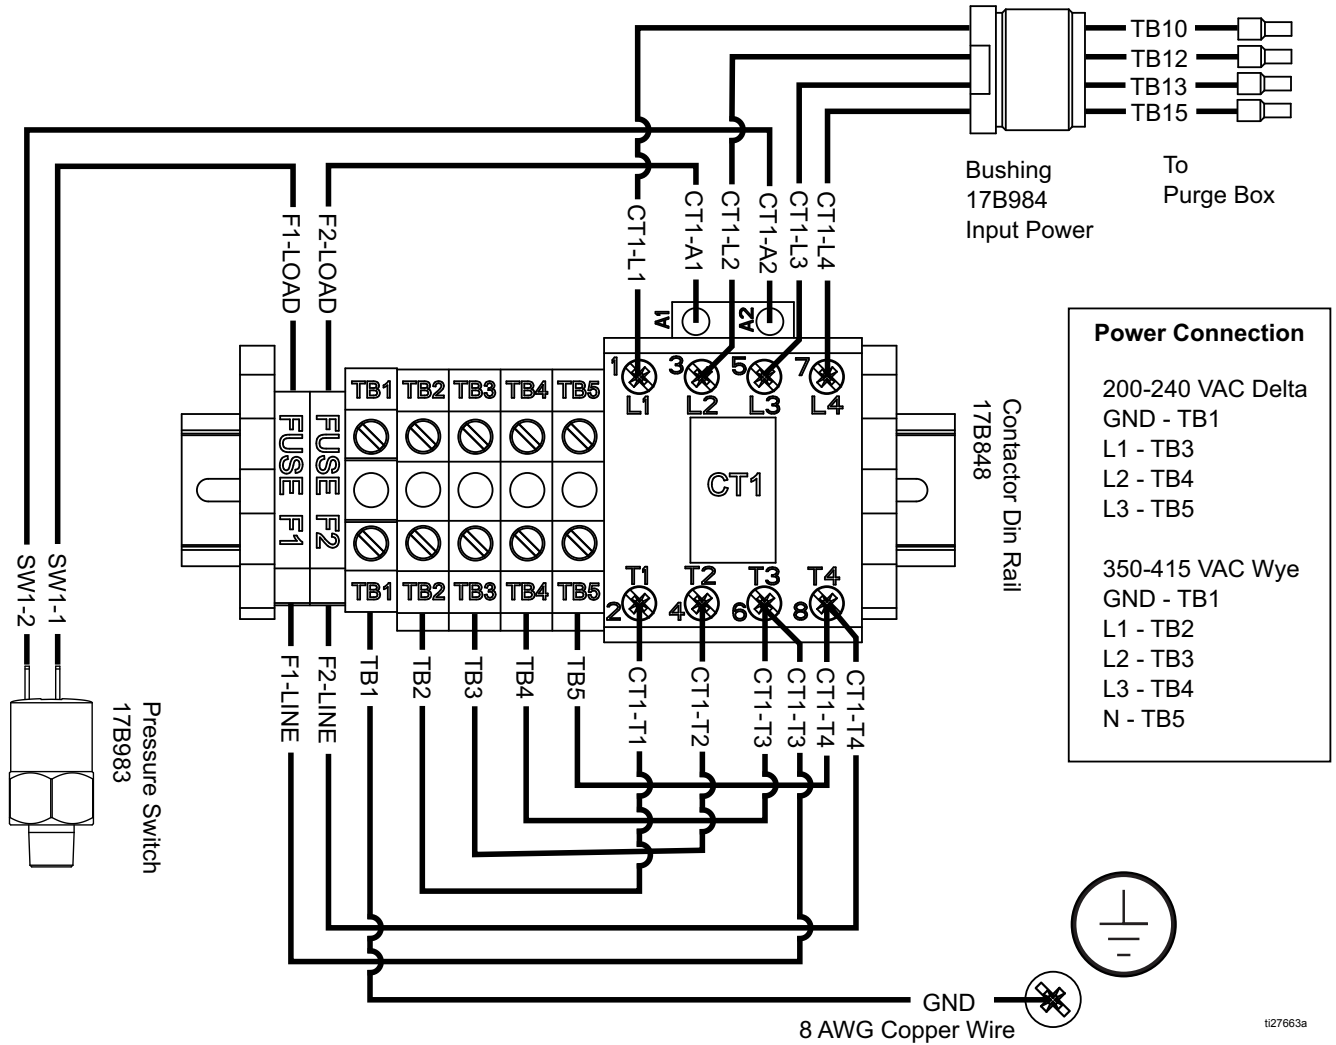 TB10
TB12
TB13
TB15
Bushing
17B984
Input Power
To
Purge Box
F1-LOAD
F2-LOAD
CT1-L1
CT1-A1
CT1-L2
CT1-A2
CT1-L3
CT1-L4
A1
A2
1
3
5
7
L1
L2
L3
L4
TB1
TB2
TB3
TB4
TB5
FUSE F1
FUSE F2
CT1
Contactor Din Rail
17B848
T1
T2
T3
T4
2
4
6
8
TB1
TB2
TB3
TB4
TB5
SW1-2
SW1-1
F1-LINE
F2-LINE
TB1
TB2
TB3
TB4
TB5
CT1-T1
CT1-T2
CT1-T3
CT1-T3
CT1-T4
CT1-T4
Pressure Switch
17B983
Power Connection
200-240 VAC Delta
GND - TB1
L1 - TB3
L2 - TB4
L3 - TB5
350-415 VAC Wye
GND - TB1
L1 - TB2
L2 - TB3
L3 - TB4
N - TB5
GND
8 AWG Copper Wire
ti27663a